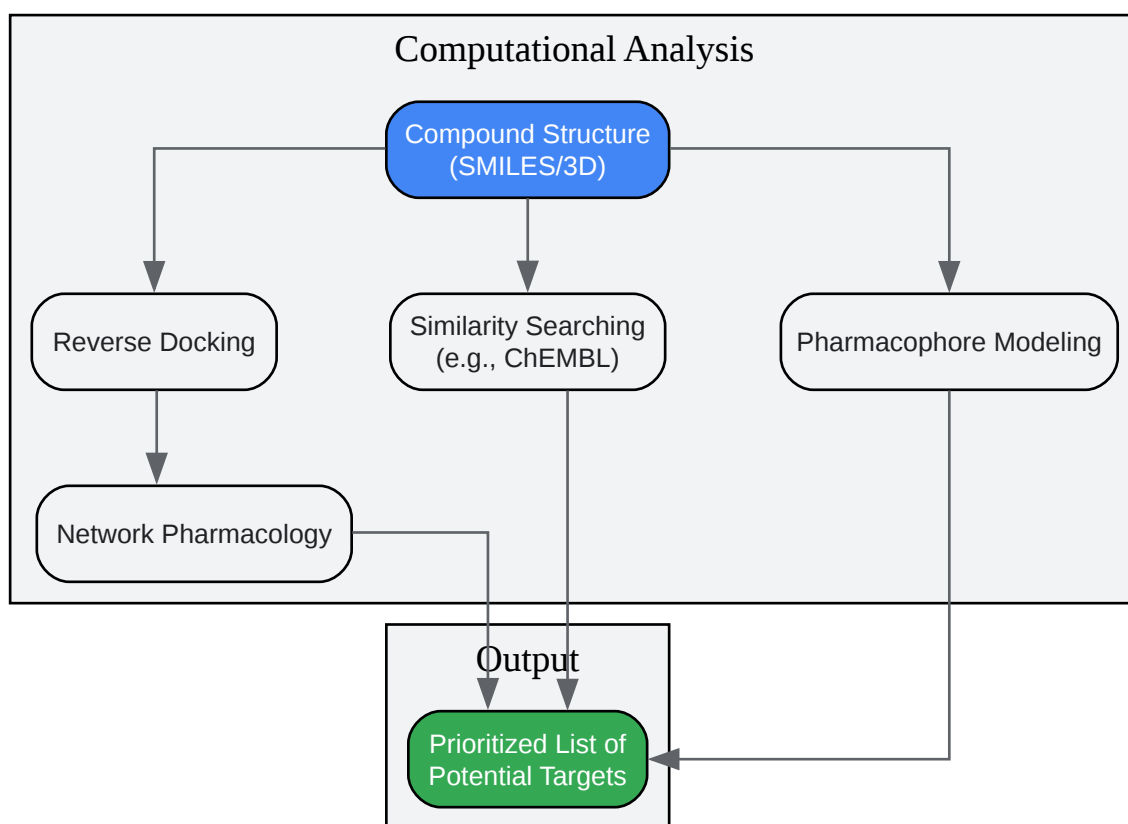 Computational Analysis
Compound Structure
(SMILES/3D)
Reverse Docking
Similarity Searching
(e.g., ChEMBL)
Pharmacophore Modeling
Network Pharmacology
Output
Prioritized List of
Potential Targets